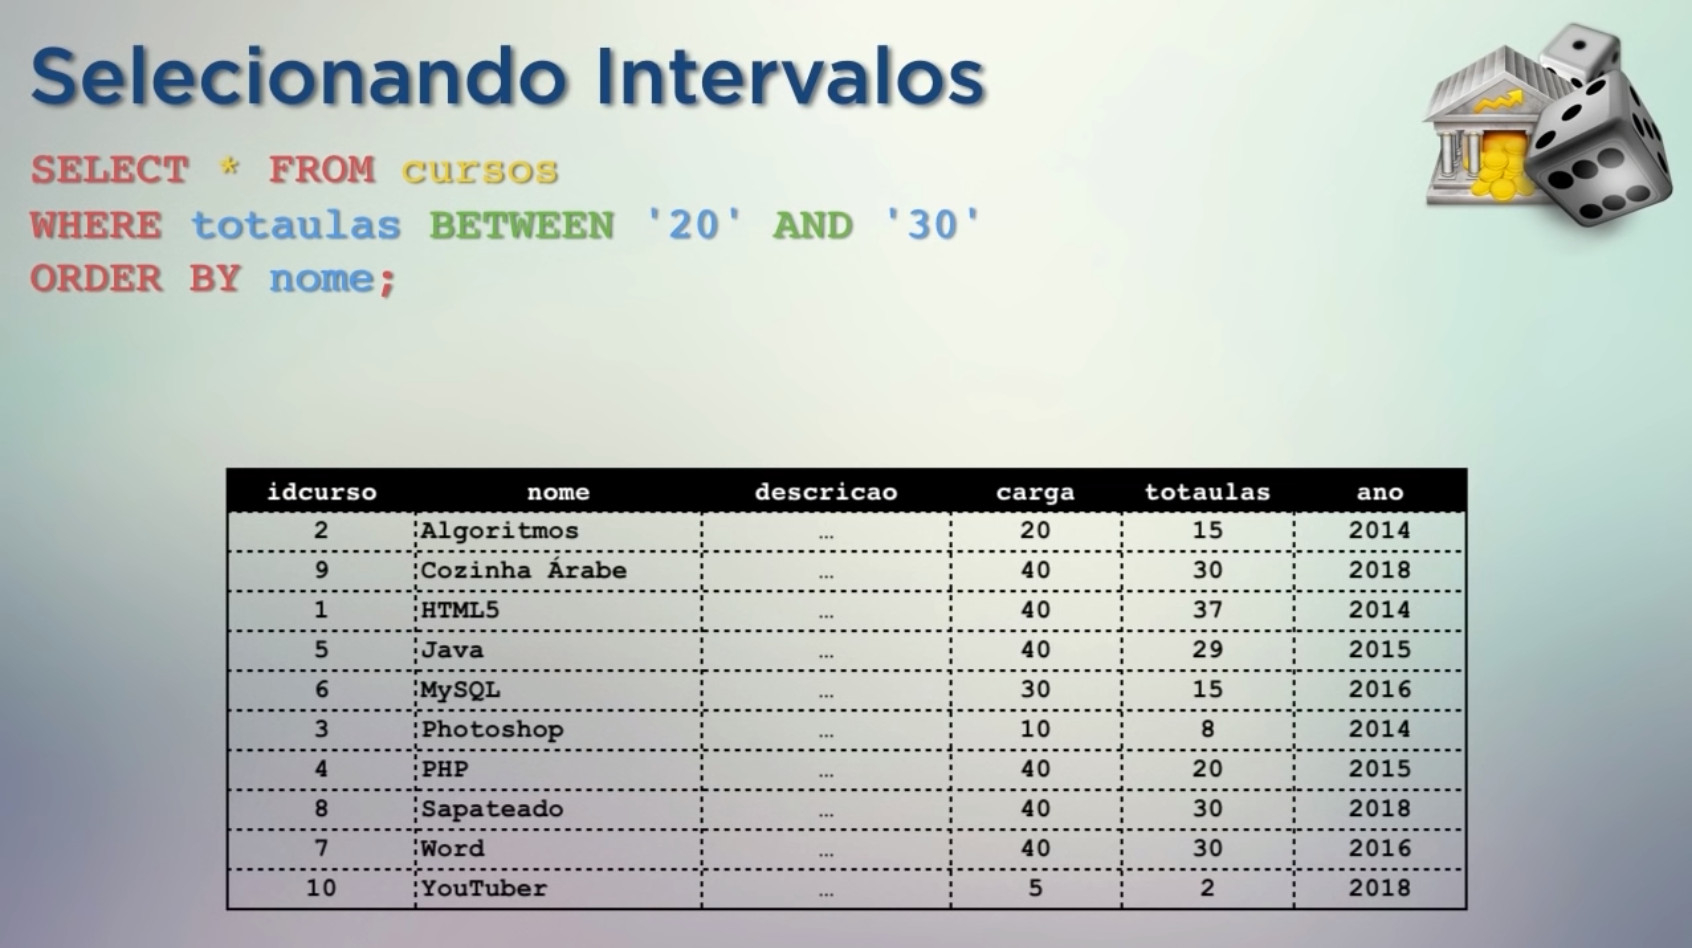 Selecionando Intervalos
SELECT * FROM cursos
WHERE totaulas BETWEEN '20' AND '30'
ORDER BY nome;
idcurso nome descricao carga totaulas ano
2 Algoritmos … 20 15 2014
9 Cozinha Árabe … 40 30 2018
1 HTML5 … 40 37 2014
5 Java … 40 29 2015
6 MySQL … 30 15 2016
3 Photoshop … 10 8 2014
4 PHP … 40 20 2015
8 Sapateado … 40 30 2018
7 Word … 40 30 2016
10 YouTuber … 5 2 2018